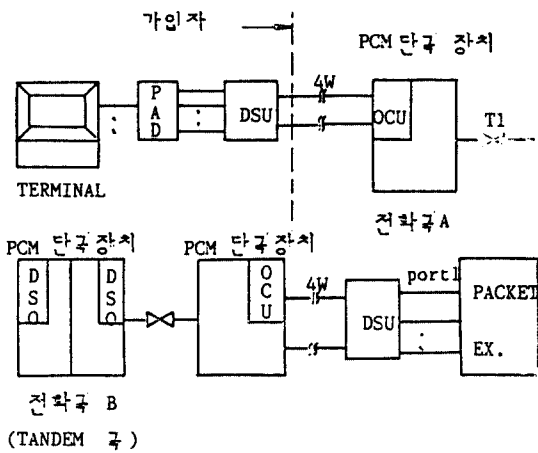 가입자
PCM 단국 장치
4W
P
A
D
DSU
OCU
T1
TERMINAL
전화국A
PCM 단국장치
PCM 단국장치
D
S
O
D
S
O
O
C
U
4W
port1
DSU
PACKET
EX.
전화국 B
(TANDEM 국)